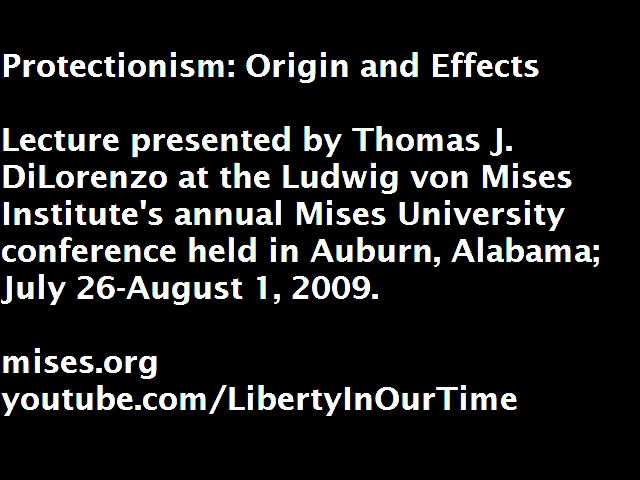 Protectionism: Origin and Effects
Lecture presented by Thomas J.
DiLorenzo at the Ludwig von Mises
Institute's annual Mises University
conference held in Auburn, Alabama;
July 26-August 1, 2009.
mises.org
youtube.com/LibertyInOurTime